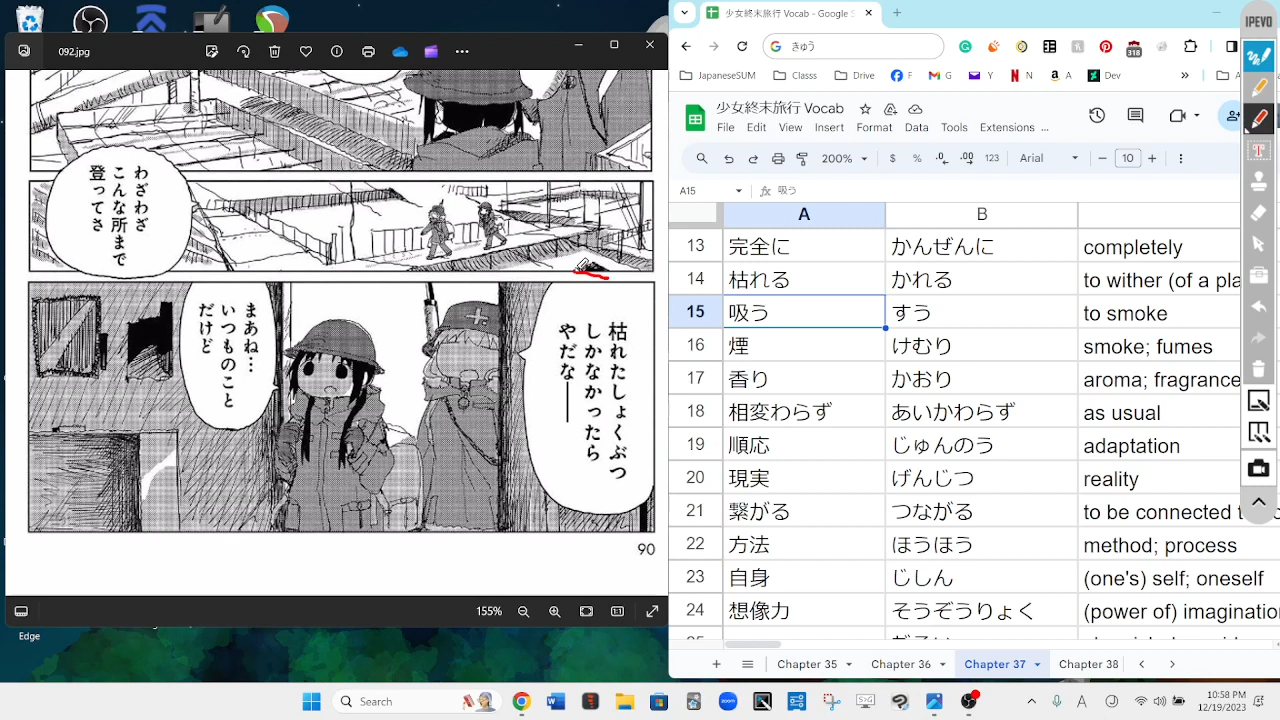 092.jpg
わざわざ
こんな所まで
登ってさ
枯れたしょくぶつ
しかなかったら
やだなー
まあね…
いつものこと
だけど
90
155%
Edge
少女終末旅行 Vocab - Google S
きゅう
318
JapaneseSUM
Classs
Drive
F
Gm
Y
N
A
Dev
少女終末旅行 Vocab
File Edit View Insert Format Data Tools Extensions ...
200% $ % .0 .00 123 Arial 10
A15 fx 吸う
A B
13 完全に かんぜんに completely
14 枯れる かれる to wither (of a pla
15 吸う すう to smoke
16 煙 けむり smoke; fumes
17 香り かおり aroma; fragrance
18 相変わらず あいかわらず as usual
19 順応 じゅんのう adaptation
20 現実 げんじつ reality
21 繋がる つながる to be connected t
22 方法 ほうほう method; process
23 自身 じしん (one's) self; oneself
24 想像力 そうぞうりょく (power of) imaginatio
Chapter 35 Chapter 36 Chapter 37 Chapter 38
IPEVO
Search
10:58 PM
12/19/2023